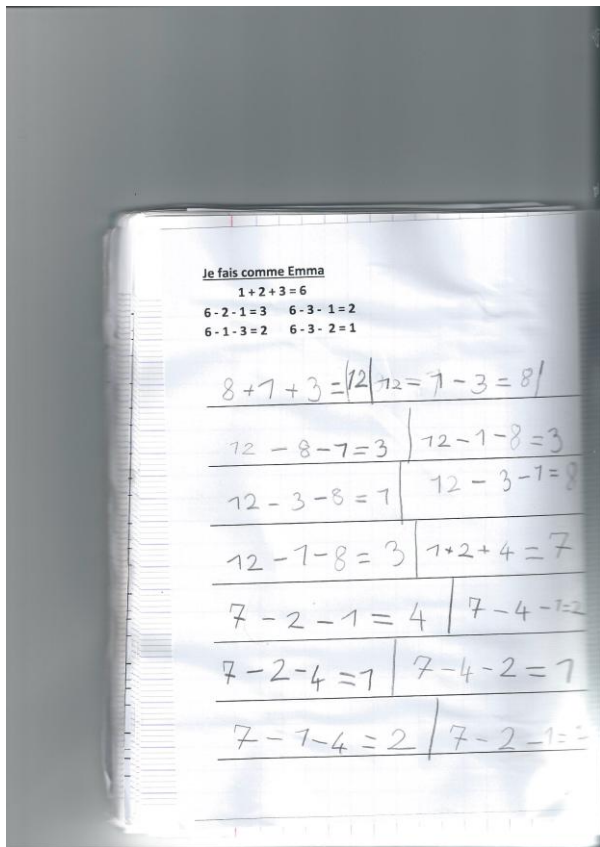 Je fais comme Emma
1 + 2 + 3 = 6
6 - 2 - 1 = 3 6 - 3 - 1 = 2
6 - 1 - 3 = 2 6 - 3 - 2 = 1
8 + 1 + 3 = |12| 12 = 1 - 3 = 8 |
12 - 8 - 1 = 3 | 12 - 1 - 8 = 3
12 - 3 - 8 = 1 | 12 - 3 - 1 = 8
12 - 1 - 8 = 3 | 1 + 2 + 4 = 7
7 - 2 - 1 = 4 | 7 - 4 - 1 = 2
7 - 2 - 4 = 1 | 7 - 4 - 2 = 1
7 - 1 - 4 = 2 | 7 - 2 - 1 =